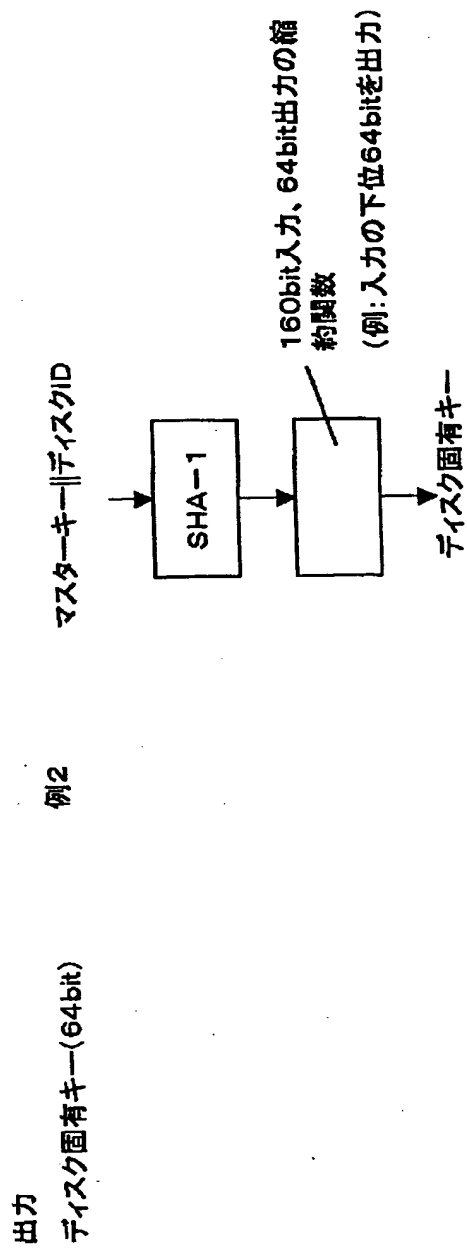 出力
ディスク固有キー(64bit)
例2
マスターキー||ディスクID
SHA-1
160bit入力、64bit出力の縮
約関数
(例:入力の下位64bitを出力)
ディスク固有キー